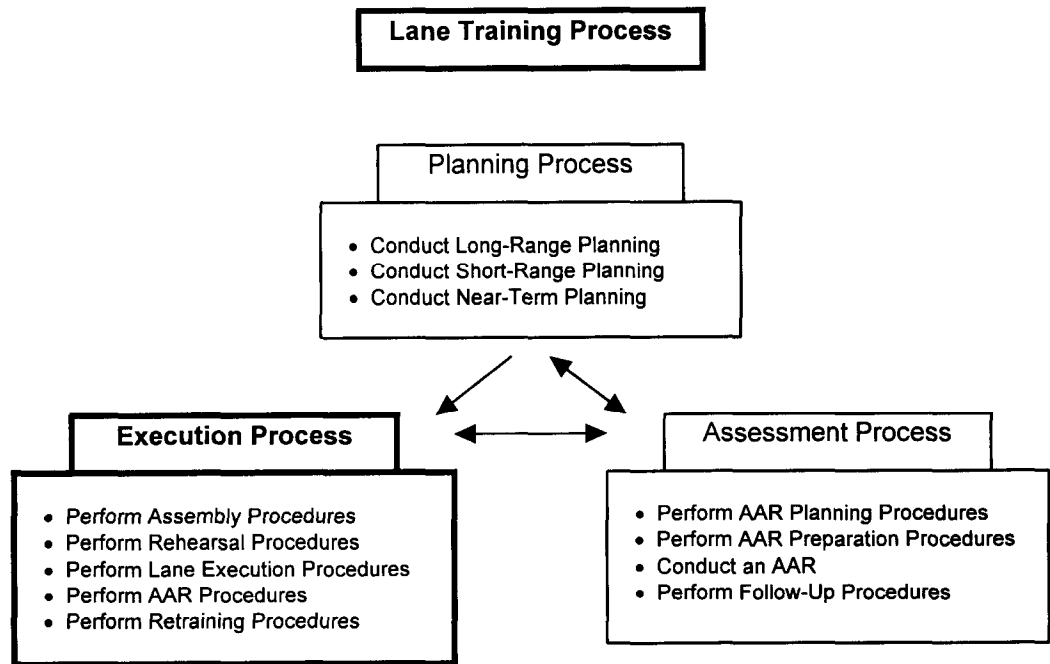 Lane Training Process
Planning Process
• Conduct Long-Range Planning
• Conduct Short-Range Planning
• Conduct Near-Term Planning
Execution Process
• Perform Assembly Procedures
• Perform Rehearsal Procedures
• Perform Lane Execution Procedures
• Perform AAR Procedures
• Perform Retraining Procedures
Assessment Process
• Perform AAR Planning Procedures
• Perform AAR Preparation Procedures
• Conduct an AAR
• Perform Follow-Up Procedures